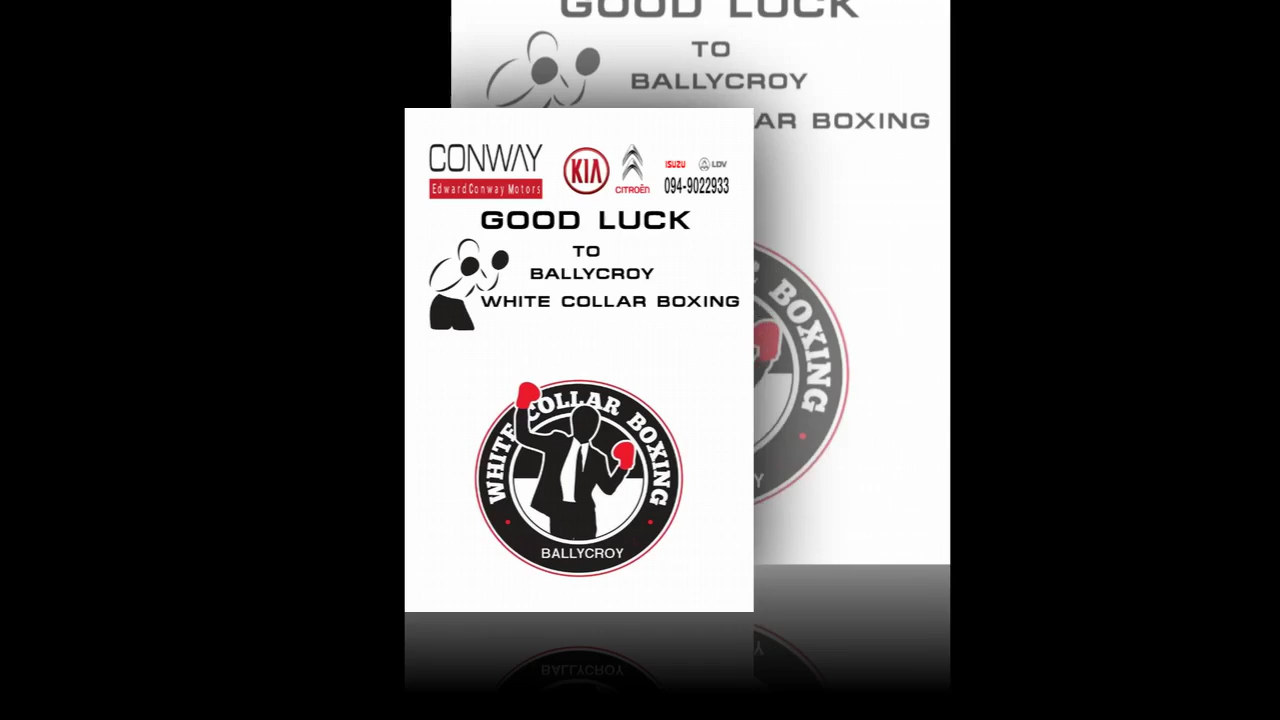 GOOD LUCK
TO
BALLYCROY
LAR BOXING
CONWAY
Edward Conway Motors
KIA
CITROËN
ISUZU
LDV
094-9022933
GOOD LUCK
TO
BALLYCROY
WHITE COLLAR BOXING
BOXING
WHITE COLLAR BOXING
BALLYCROY